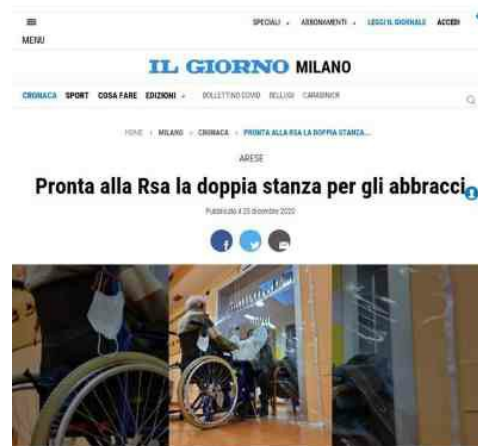 SPECIALI ABBONAMENTI LEGGI IL GIORNALE ACCEDI
MENU
IL GIORNO MILANO
CRONACA SPORT COSA FARE EDIZIONI BOLLETTINO COVID
HOME MILANO CRONACA PRONTA ALLA RSA LA DOPPIA STANZA...
ARESE
Pronta alla Rsa la doppia stanza per gli abbracci
Pubblicato il 25 dicembre 2020